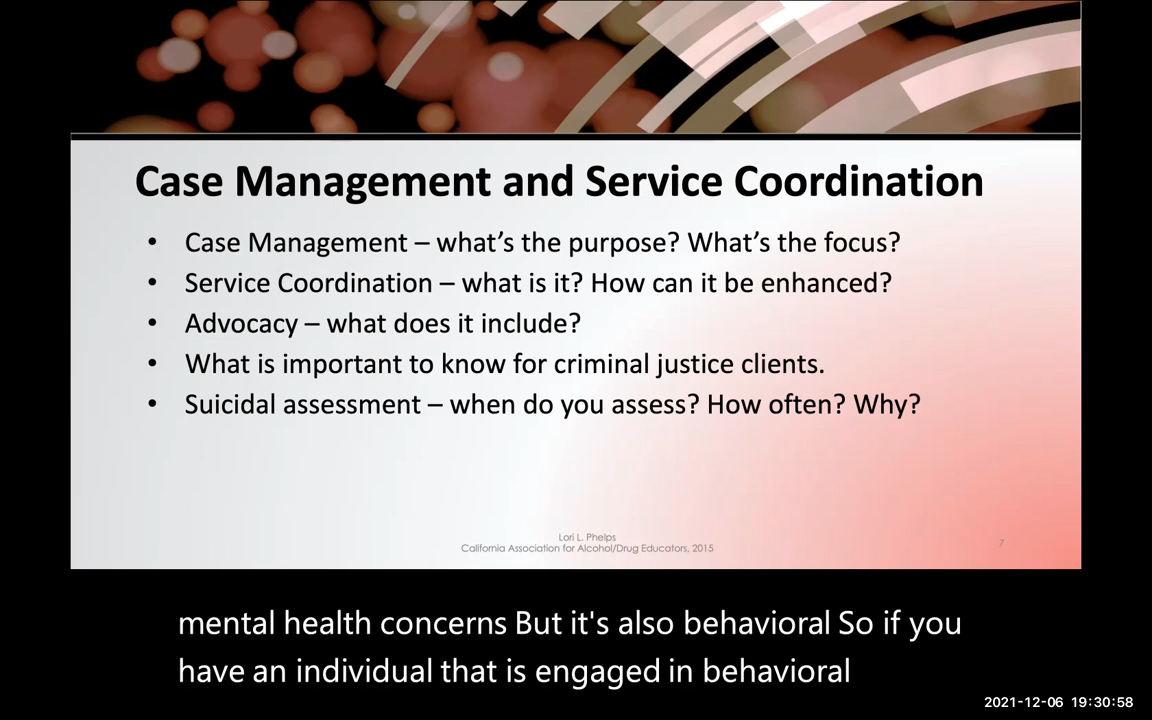 Case Management and Service Coordination
• Case Management – what's the purpose? What's the focus?
• Service Coordination – what is it? How can it be enhanced?
• Advocacy – what does it include?
• What is important to know for criminal justice clients.
• Suicidal assessment – when do you assess? How often? Why?
Lori L. Phelps
California Association for Alcohol/Drug Educators, 2015
7
mental health concerns But it's also behavioral So if you
have an individual that is engaged in behavioral
2021-12-06 19:30:58